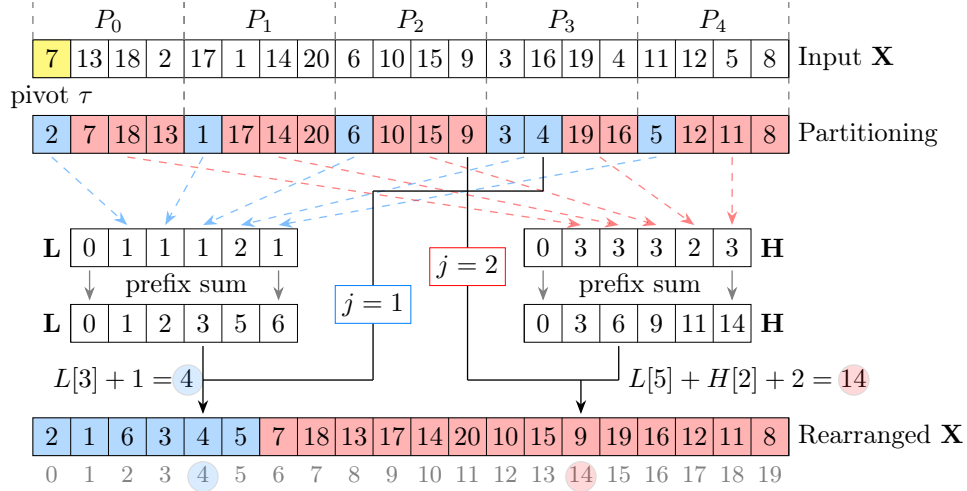 P0 P1 P2 P3 P4
7 13 18 2 17 1 14 20 6 10 15 9 3 16 19 4 11 12 5 8 Input X
pivot τ
2 7 18 13 1 17 14 20 6 10 15 9 3 4 19 16 5 12 11 8 Partitioning
L 0 1 1 1 2 1
0 3 3 3 2 3 H
prefix sum
prefix sum
j = 2
j = 1
L 0 1 2 3 5 6
0 3 6 9 11 14 H
L[3] + 1 = 4
L[5] + H[2] + 2 = 14
2 1 6 3 4 5 7 18 13 17 14 20 10 15 9 19 16 12 11 8 Rearranged X
0 1 2 3 4 5 6 7 8 9 10 11 12 13 14 15 16 17 18 19